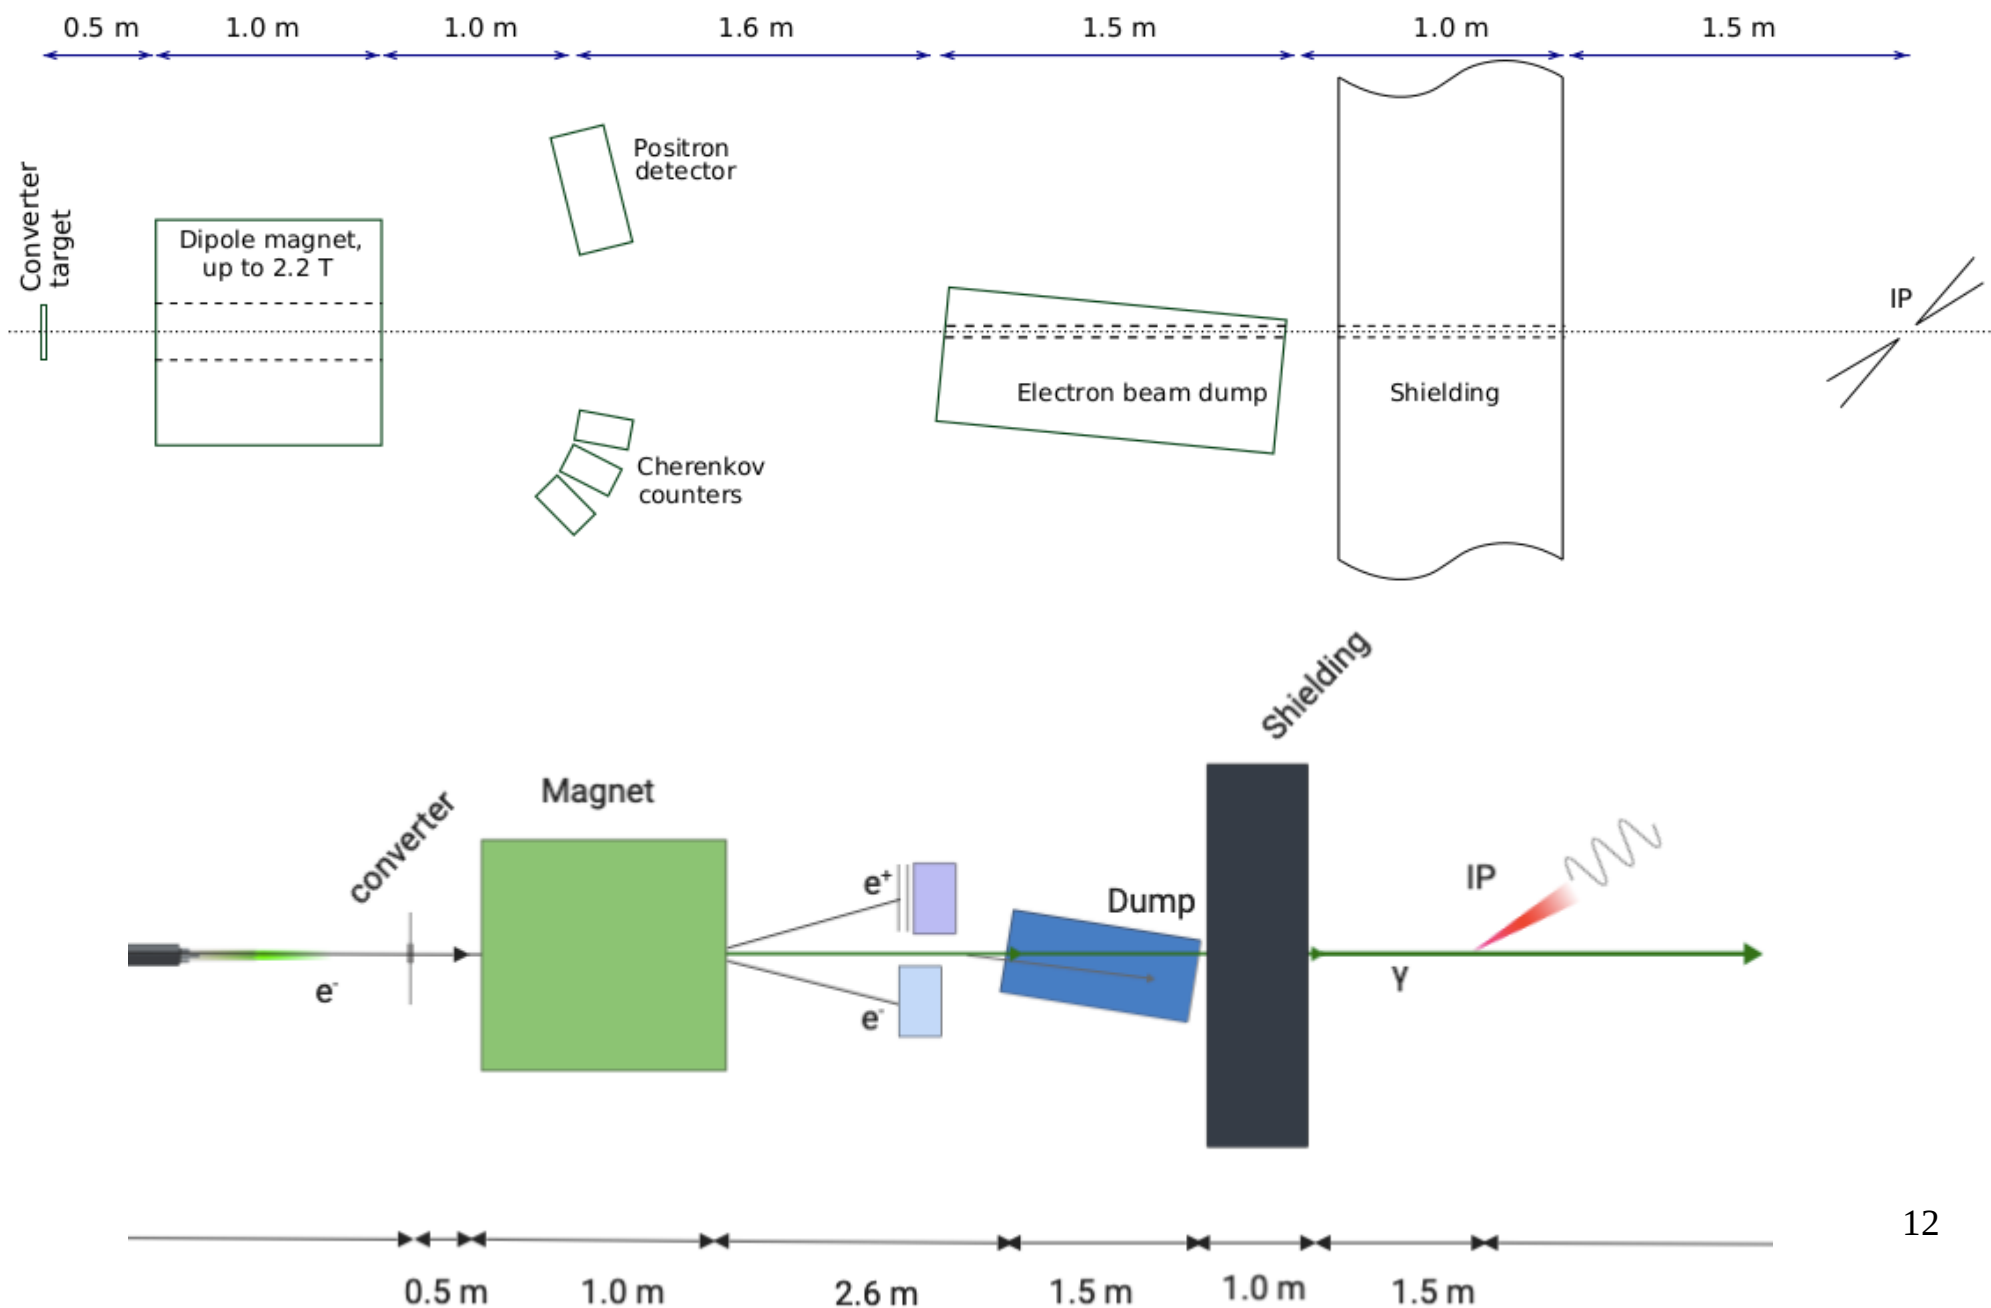 0.5 m
1.0 m
1.0 m
1.6 m
1.5 m
1.0 m
1.5 m
Converter
target
Dipole magnet,
up to 2.2 T
Positron
detector
Cherenkov
counters
Electron beam dump
Shielding
IP
Shielding
Magnet
converter
e⁺
e⁻
e⁻
Dump
IP
γ
12
0.5 m
1.0 m
2.6 m
1.5 m
1.0 m
1.5 m